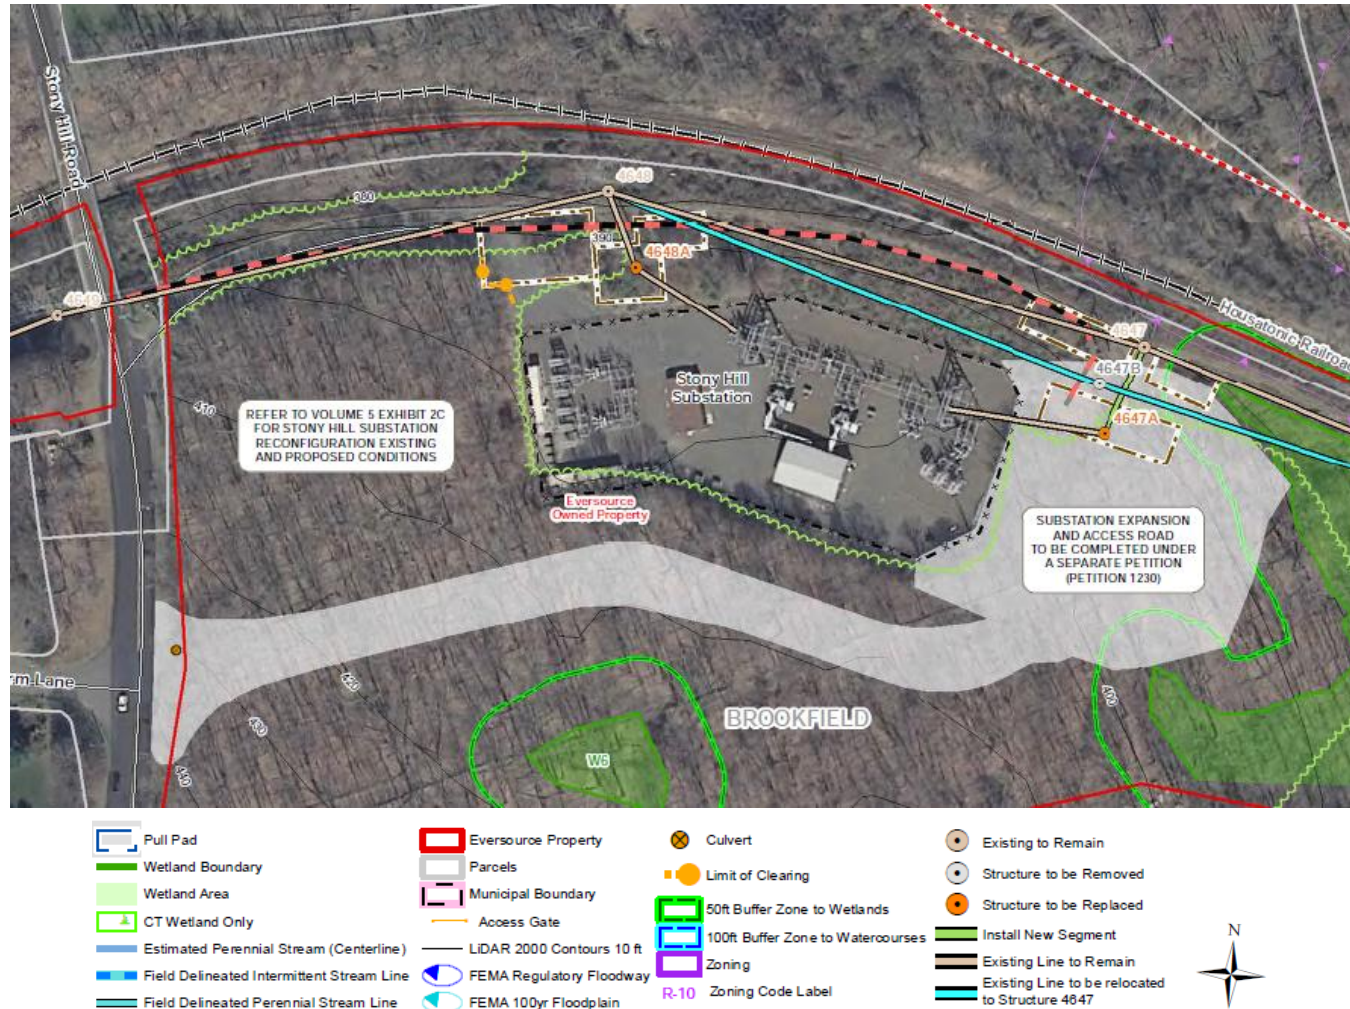 Stony Hill Road
380
4648
390
4648A
4649
Housatonic Railroad
4647
4647B
4647A
Stony Hill
Substation
410
REFER TO VOLUME 5 EXHIBIT 2C
FOR STONY HILL SUBSTATION
RECONFIGURATION EXISTING
AND PROPOSED CONDITIONS
Eversource
Owned Property
SUBSTATION EXPANSION
AND ACCESS ROAD
TO BE COMPLETED UNDER
A SEPARATE PETITION
(PETITION 1230)
rm Lane
420
400
430
BROOKFIELD
W6
440
Pull Pad
Wetland Boundary
Wetland Area
CT Wetland Only
Estimated Perennial Stream (Centerline)
Field Delineated Intermittent Stream Line
Field Delineated Perennial Stream Line
Eversource Property
Parcels
Municipal Boundary
Access Gate
LiDAR 2000 Contours 10 ft
FEMA Regulatory Floodway
FEMA 100yr Floodplain
Culvert
Limit of Clearing
50ft Buffer Zone to Wetlands
100ft Buffer Zone to Watercourses
Zoning
R-10 Zoning Code Label
Existing to Remain
Structure to be Removed
Structure to be Replaced
Install New Segment
Existing Line to Remain
Existing Line to be relocated
to Structure 4647
N